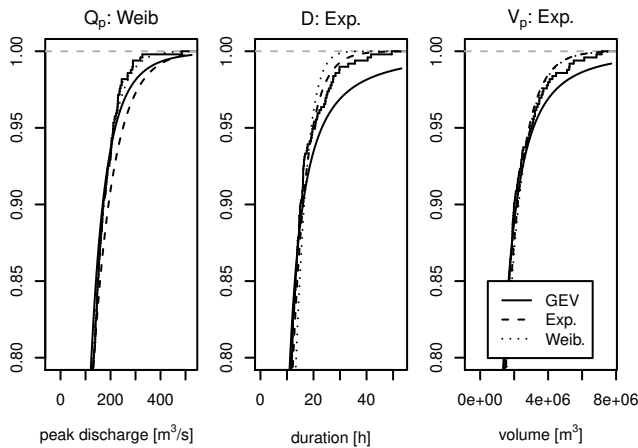 Qp: Weib
D: Exp.
Vp: Exp.
0.80 0.85 0.90 0.95 1.00
0.80 0.85 0.90 0.95 1.00
0.80 0.85 0.90 0.95 1.00
GEV
Exp.
Weib.
0 200 400
0 20 40
0e+00 4e+06 8e+06
peak discharge [m³/s]
duration [h]
volume [m³]